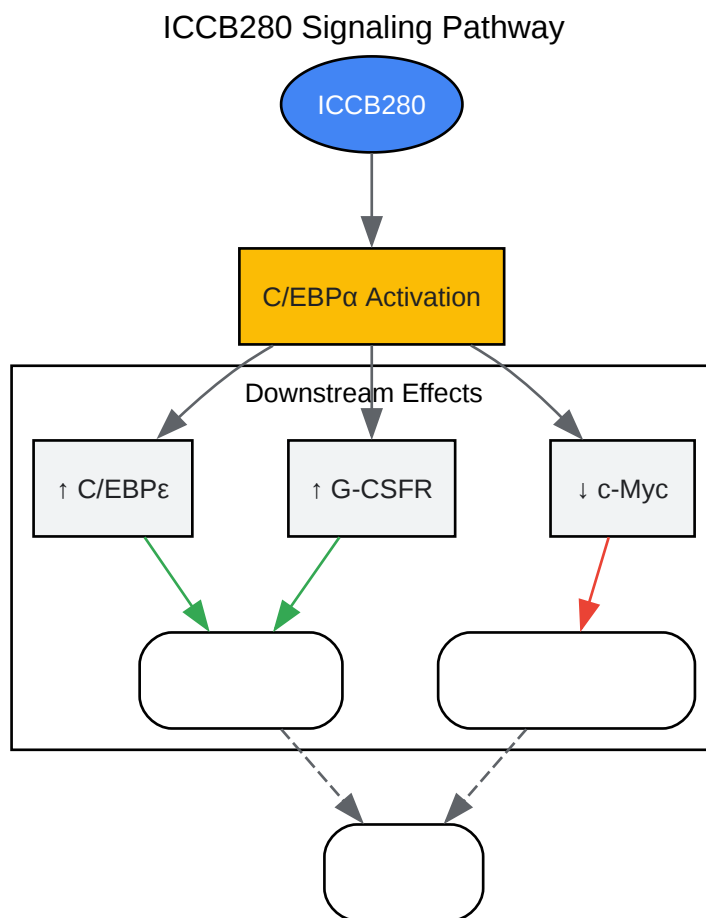 ICCB280 Signaling Pathway
ICCB280
C/EBPα Activation
Downstream Effects
↑ C/EBPε
↑ G-CSFR
↓ c-Myc